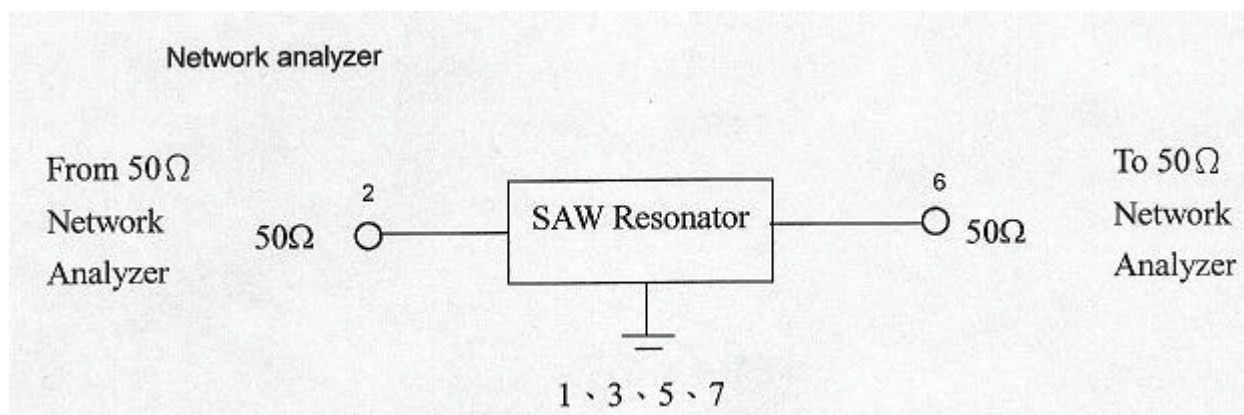 Network analyzer
From 50Ω
Network
Analyzer
50Ω
2
SAW Resonator
6
50Ω
To 50Ω
Network
Analyzer
1、3、5、7